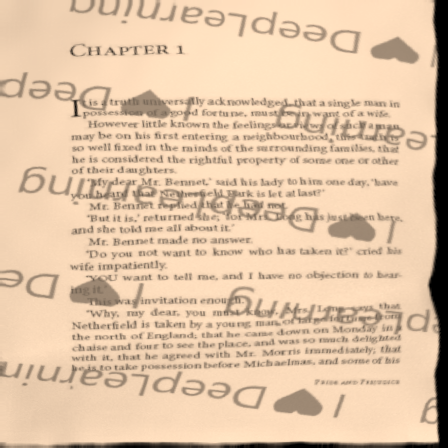 CHAPTER 1
It is a truth universally acknowledged, that a single man in
possession of a good fortune, must be in want of a wife.
However little known the feelings or views of such a man
may be on his first entering a neighbourhood, this truth is
so well fixed in the minds of the surrounding families, that
he is considered the rightful property of some one or other
of their daughters.
'My dear Mr. Bennet,' said his lady to him one day, 'have
you heard that Netherfield Park is let at last?'
Mr. Bennet replied that he had not.
'But it is,' returned she; 'for Mrs. Long has just been here,
and she told me all about it.'
Mr. Bennet made no answer.
'Do you not want to know who has taken it?' cried his
wife impatiently.
'YOU want to tell me, and I have no objection to hear-
ing it.'
This was invitation enough.
'Why, my dear, you must know, Mrs. Long says that
Netherfield is taken by a young man of large fortune from
the north of England; that he came down on Monday in a
chaise and four to see the place, and was so much delighted
with it, that he agreed with Mr. Morris immediately; that
he is to take possession before Michaelmas, and some of his
PRIDE AND PREJUDICE
I ♥ DeepLearning